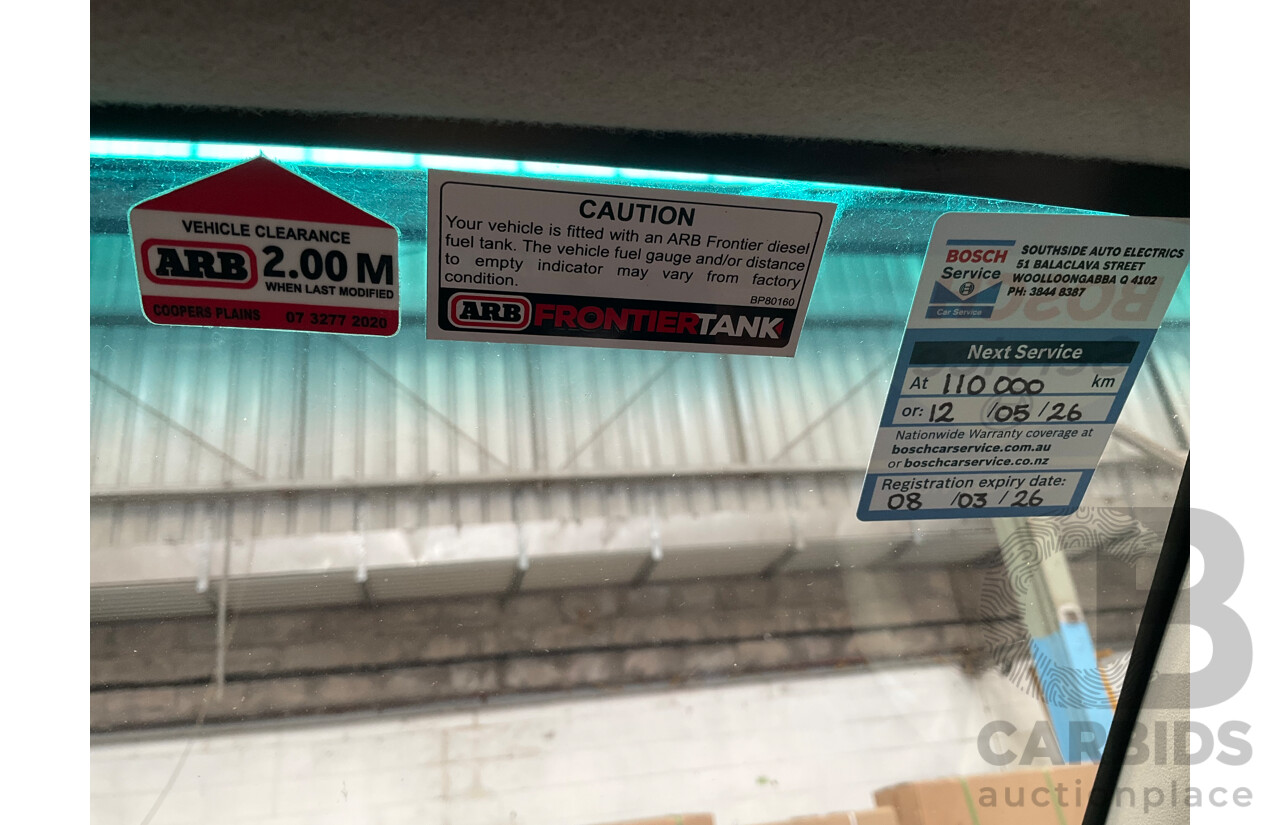 VEHICLE CLEARANCE
ARB 2.00 M
WHEN LAST MODIFIED
COOPERS PLAINS 07 3277 2020
CAUTION
Your vehicle is fitted with an ARB Frontier diesel
fuel tank. The vehicle fuel gauge and/or distance
to empty indicator may vary from factory
condition.
BP80160
ARB FRONTIERTANK
BOSCH
Service
Car Service
SOUTHSIDE AUTO ELECTRICS
51 BALACLAVA STREET
WOOLLOONGABBA Q 4102
PH: 3844 8387
Next Service
At 110 000 km
or: 12 /05 /26
Nationwide Warranty coverage at
boschcarservice.com.au
or boschcarservice.co.nz
Registration expiry date:
08 /03 /26
CARBIDS
auctionplace